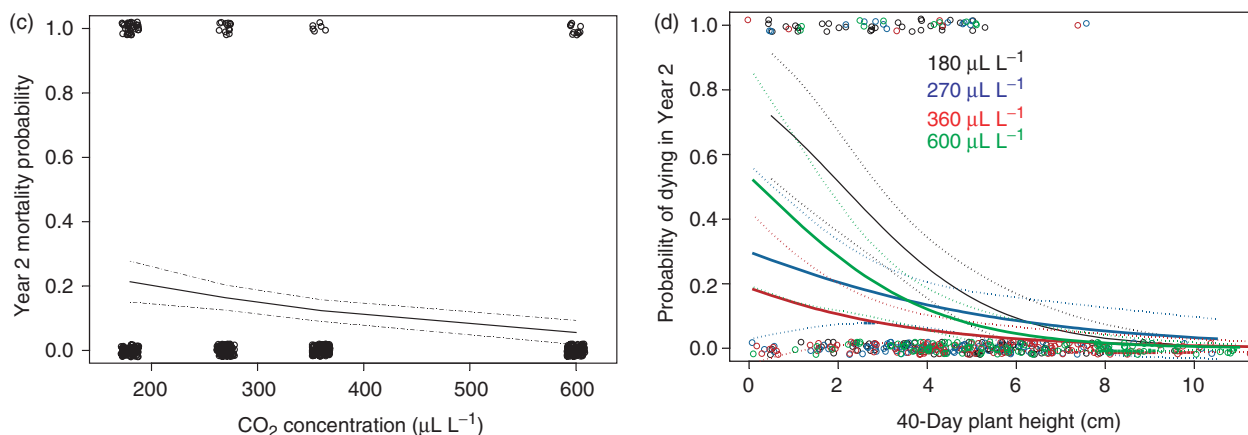 (c)
Year 2 mortality probability
1.0
0.8
0.6
0.4
0.2
0.0
200 300 400 500 600
CO₂ concentration (µL L⁻¹)
(d)
Probability of dying in Year 2
1.0
0.8
0.6
0.4
0.2
0.0
180 µL L⁻¹
270 µL L⁻¹
360 µL L⁻¹
600 µL L⁻¹
0 2 4 6 8 10
40-Day plant height (cm)